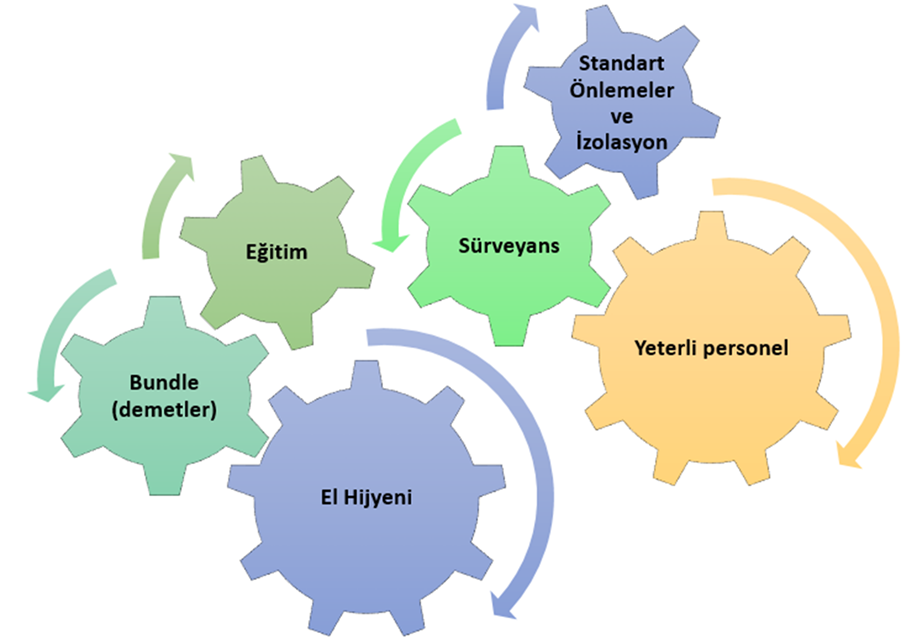 Standart
Önlemeler
ve
İzolasyon
Eğitim
Sürveyans
Yeterli personel
Bundle
(demetler)
El Hijyeni